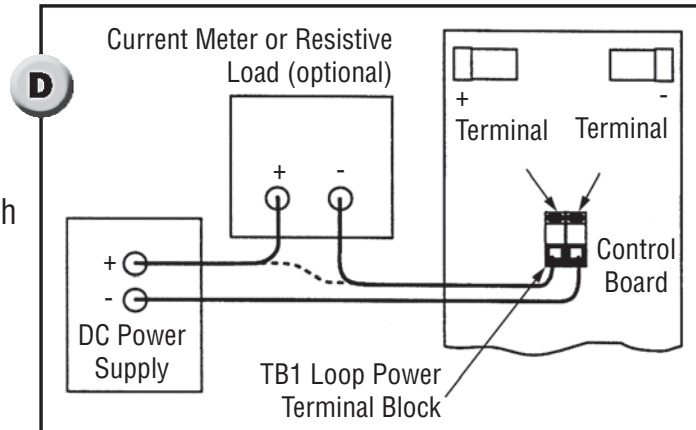 D
Current Meter or Resistive
Load (optional)
+ -
+ -
Terminal Terminal
h
+
-
DC Power
Supply
Control
Board
TB1 Loop Power
Terminal Block